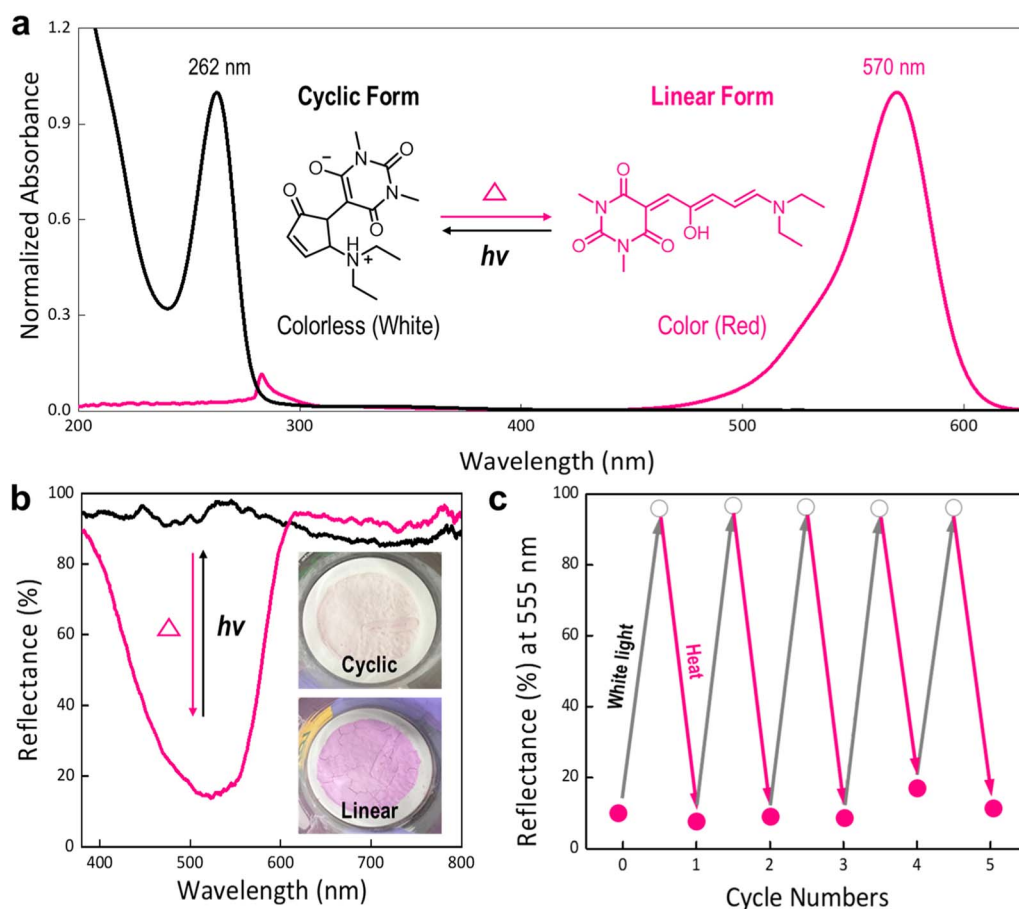 a
1.2
0.9
0.6
0.3
0.0
Normalized Absorbance
262 nm
570 nm
Cyclic Form
Linear Form
O⁻
N
O
N
O
O
H
N
+
△
hv
O
N
O
N
O
OH
N
Colorless (White)
Color (Red)
200
300
400
500
600
Wavelength (nm)
b
100
80
60
40
20
0
Reflectance (%)
△
hv
Cyclic
Linear
400
500
600
700
800
Wavelength (nm)
c
100
80
60
40
20
0
Reflectance (%) at 555 nm
White light
Heat
0
1
2
3
4
5
Cycle Numbers